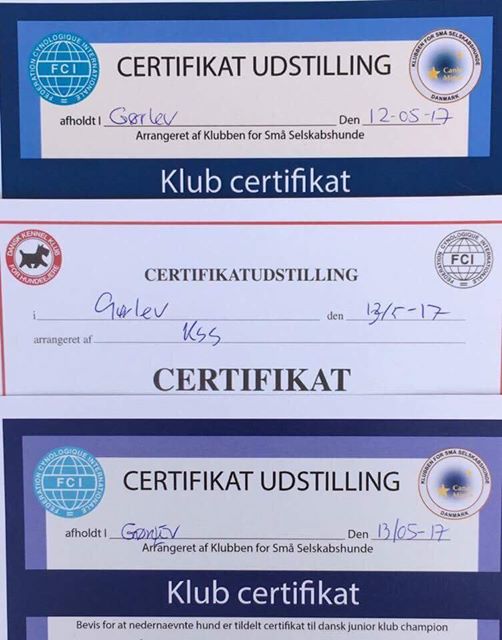 FEDERATION CYNOLOGIQUE INTERNATIONALE
FCI
CERTIFIKAT UDSTILLING
KLUBBEN FOR SMÅ SELSKABSHUNDE
DANMARK
afholdt I Gørlev Den 12-05-17
Arrangeret af Klubben for Små Selskabshunde
Klub certifikat
DANSK KENNEL KLUB
FOR HUNDEEJERE
FEDERATION CYNOLOGIQUE INTERNATIONALE
FCI
CERTIFIKATUDSTILLING
i Gørlev den 13/5-17
arrangeret af KSS
CERTIFIKAT
FEDERATION CYNOLOGIQUE INTERNATIONALE
FCI
CERTIFIKAT UDSTILLING
KLUBBEN FOR SMÅ SELSKABSHUNDE
DANMARK
afholdt I Den 13/05-17
Arrangeret af Klubben for Små Selskabshunde
Klub certifikat
Bevis for at nedernaevnte hund er tildelt certifikat til dansk junior klub champion